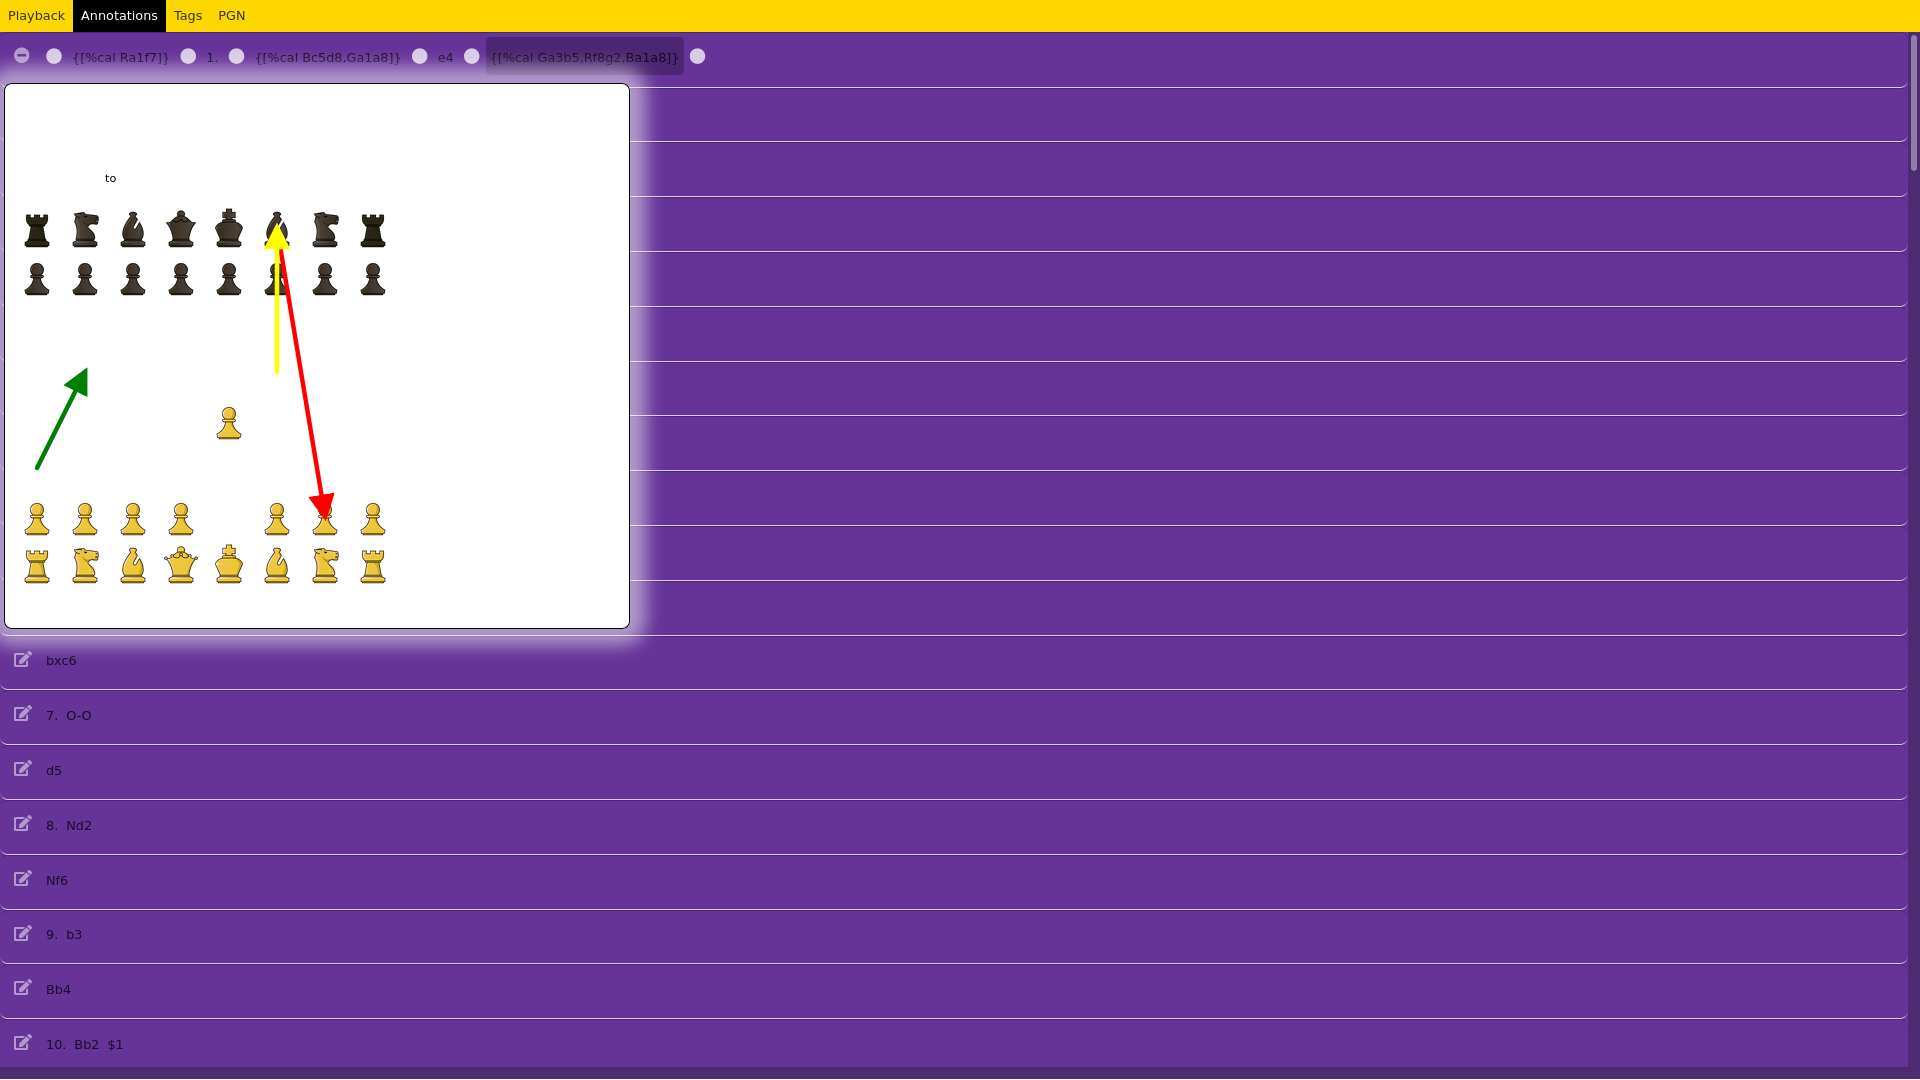 Playback Annotations Tags PGN
{[%cal Ra1f7]} 1. {[%cal Bc5d8,Ga1a8]} e4 {[%cal Ga3b5,Rf8g2,Ba1a8]}
to
bxc6
7. O-O
d5
8. Nd2
Nf6
9. b3
Bb4
10. Bb2 $1